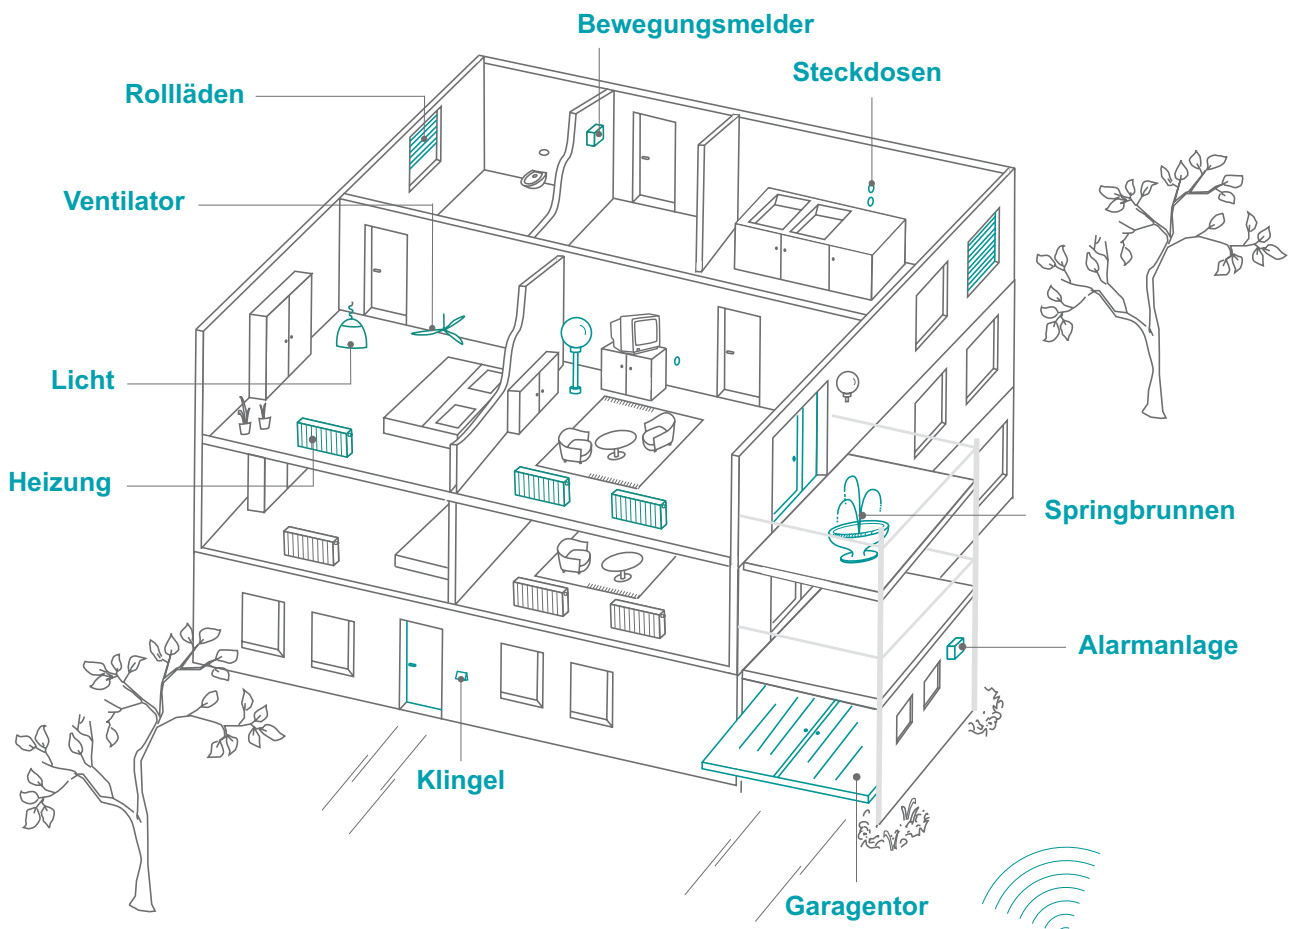 Bewegungsmelder
Steckdosen
Rollläden
Ventilator
Licht
Heizung
Springbrunnen
Alarmanlage
Klingel
Garagentor